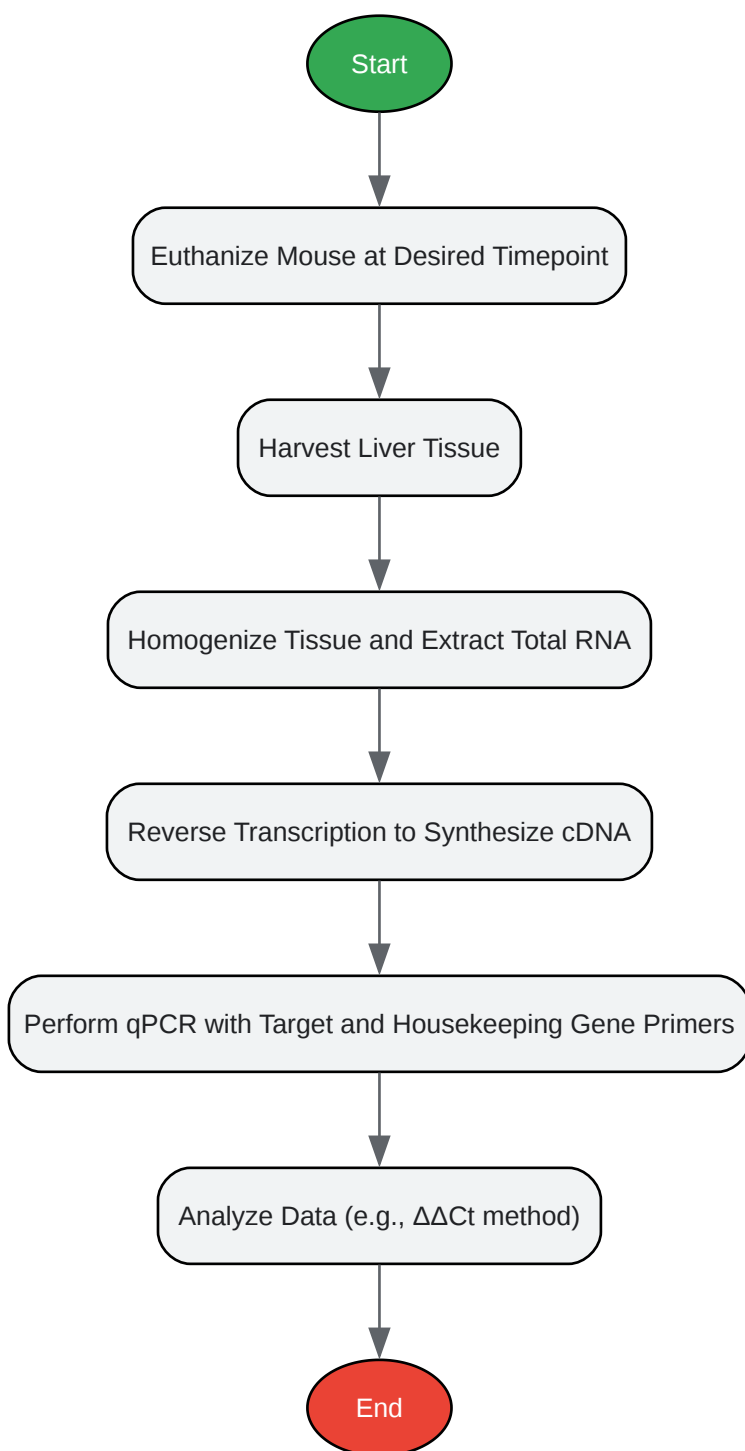 Start
Euthanize Mouse at Desired Timepoint
Harvest Liver Tissue
Homogenize Tissue and Extract Total RNA
Reverse Transcription to Synthesize cDNA
Perform qPCR with Target and Housekeeping Gene Primers
Analyze Data (e.g., ΔΔCt method)
End